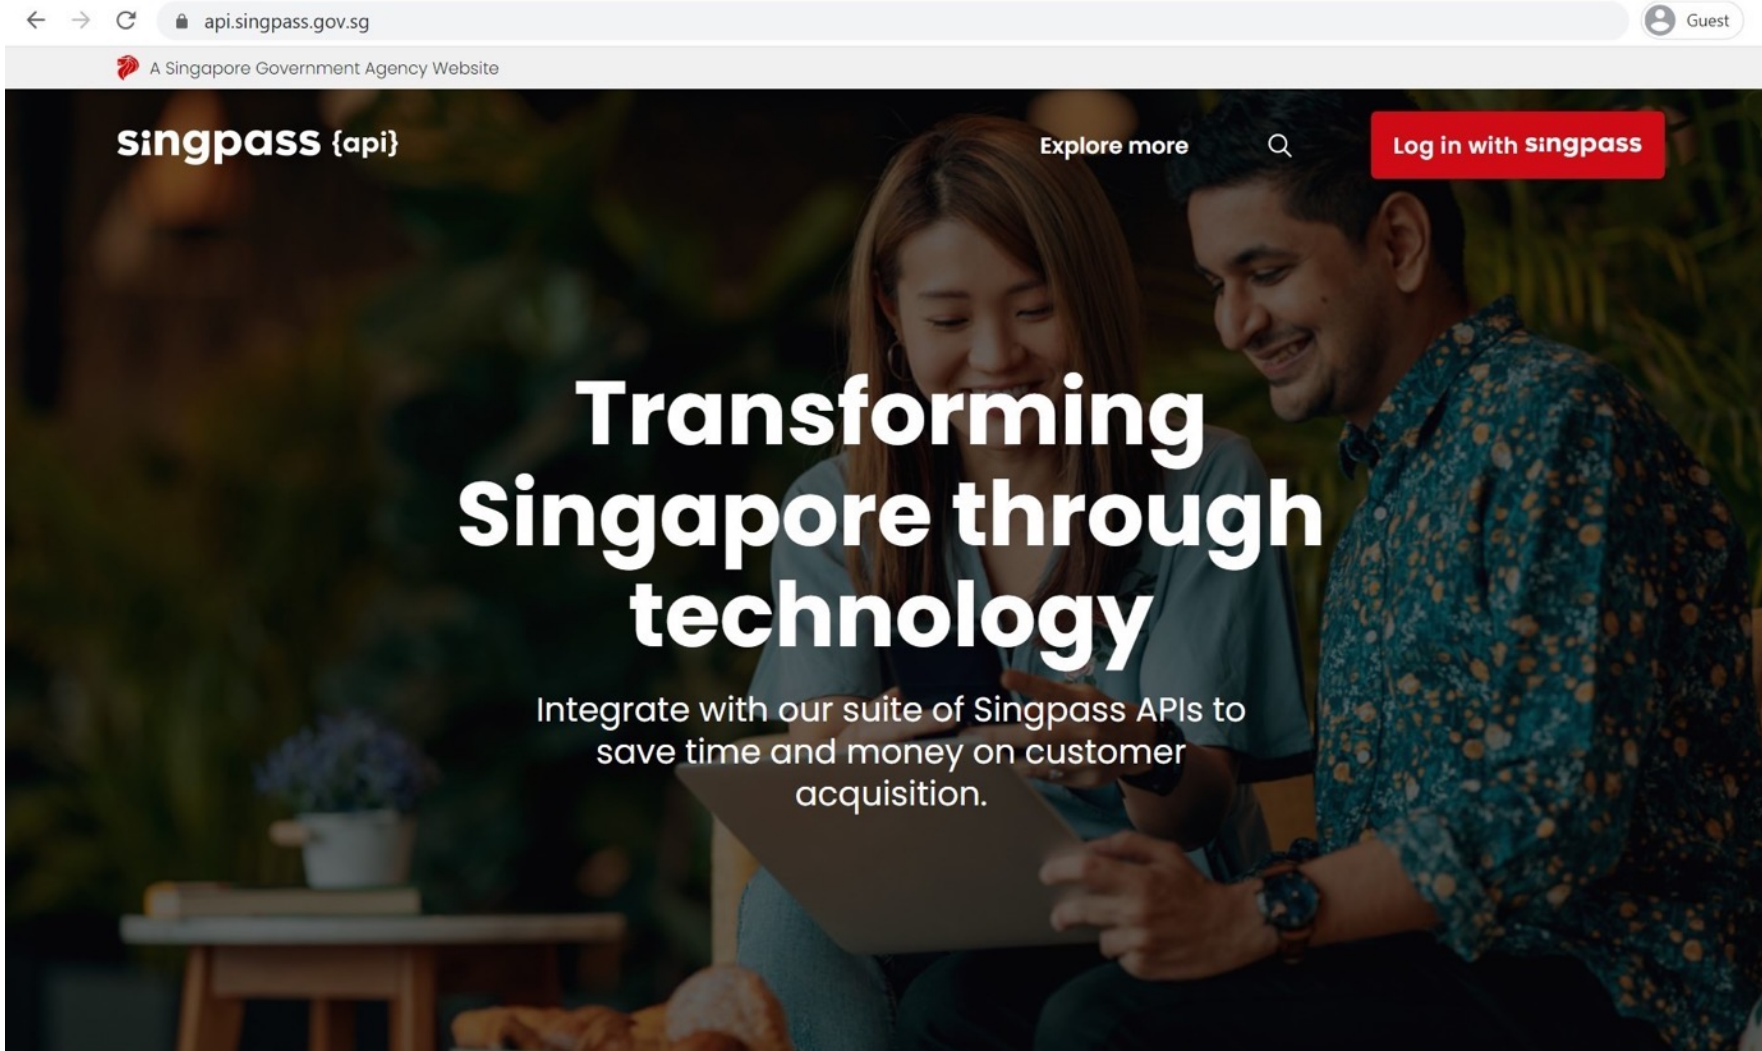 api.singpass.gov.sg
Guest
A Singapore Government Agency Website
singpass {api}
Explore more
Log in with singpass
Transforming
Singapore through
technology
Integrate with our suite of Singpass APIs to
save time and money on customer
acquisition.